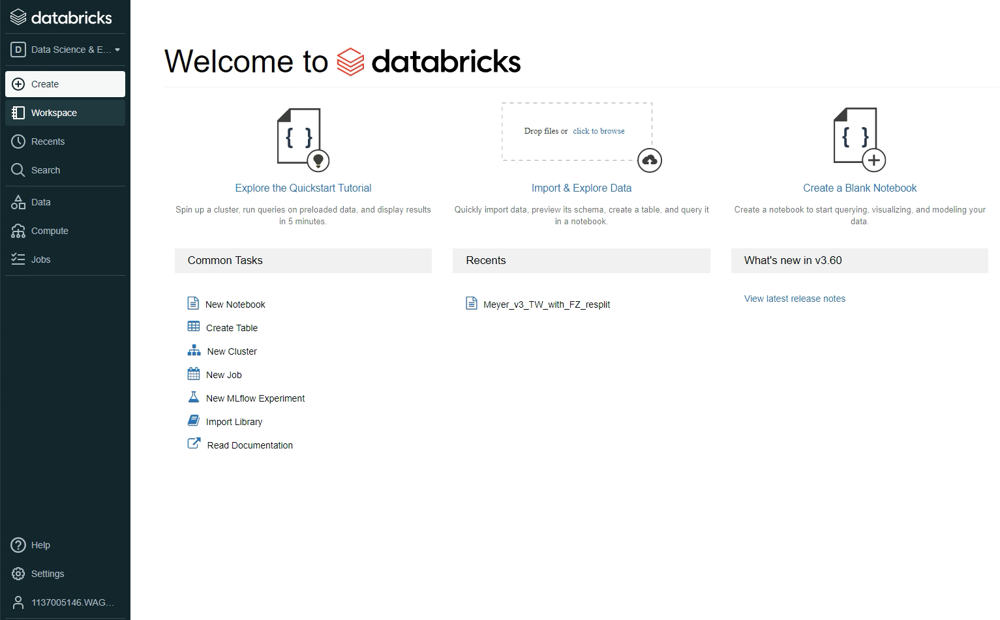 databricks
D Data Science & E...
Create
Workspace
Recents
Search
Data
Compute
Jobs
Help
Settings
1137005146.WAG...
Welcome to databricks
{ }
Explore the Quickstart Tutorial
Spin up a cluster, run queries on preloaded data, and display results
in 5 minutes.
Drop files or click to browse
Import & Explore Data
Quickly import data, preview its schema, create a table, and query it
in a notebook.
{ }
Create a Blank Notebook
Create a notebook to start querying, visualizing, and modeling your
data.
Common Tasks
New Notebook
Create Table
New Cluster
New Job
New MLflow Experiment
Import Library
Read Documentation
Recents
Meyer_v3_TW_with_FZ_resplit
What's new in v3.60
View latest release notes